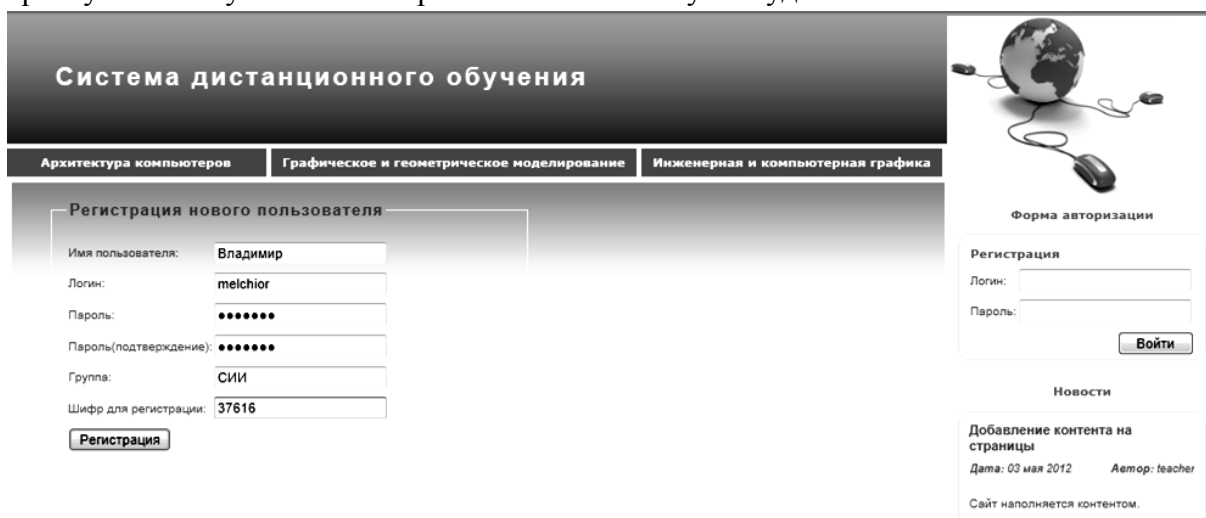 Система дистанционного обучения
Архитектура компьютеров
Графическое и геометрическое моделирование
Инженерная и компьютерная графика
Регистрация нового пользователя
Имя пользователя: Владимир
Логин: melchior
Пароль: ●●●●●●●
Пароль(подтверждение): ●●●●●●●
Группа: СИИ
Шифр для регистрации: 37616
Регистрация
Форма авторизации
Регистрация
Логин:
Пароль:
Войти
Новости
Добавление контента на
страницы
Дата: 03 мая 2012 Автор: teacher
Сайт наполняется контентом.